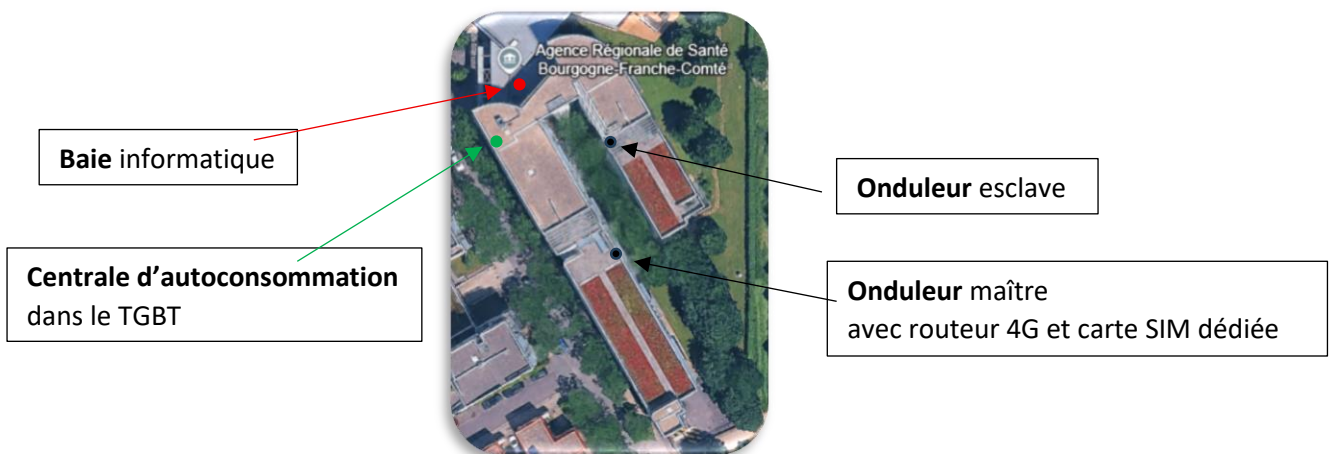 Agence Régionale de Santé
Bourgogne-Franche-Comté
Baie informatique
Onduleur esclave
Centrale d'autoconsommation
dans le TGBT
Onduleur maître
avec routeur 4G et carte SIM dédiée